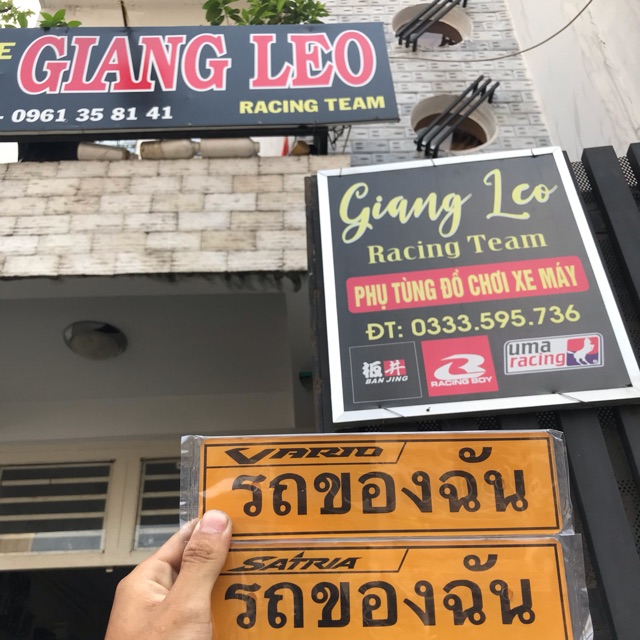 E GIANG LEO
- 0961 35 81 41 RACING TEAM
Giang Leo
Racing Team
PHỤ TÙNG ĐỒ CHƠI XE MÁY
ĐT: 0333.595.736
板井
BAN JING
RACING BOY
uma
racing
VARIO
รถของฉัน
SATRIA
รถของฉัน